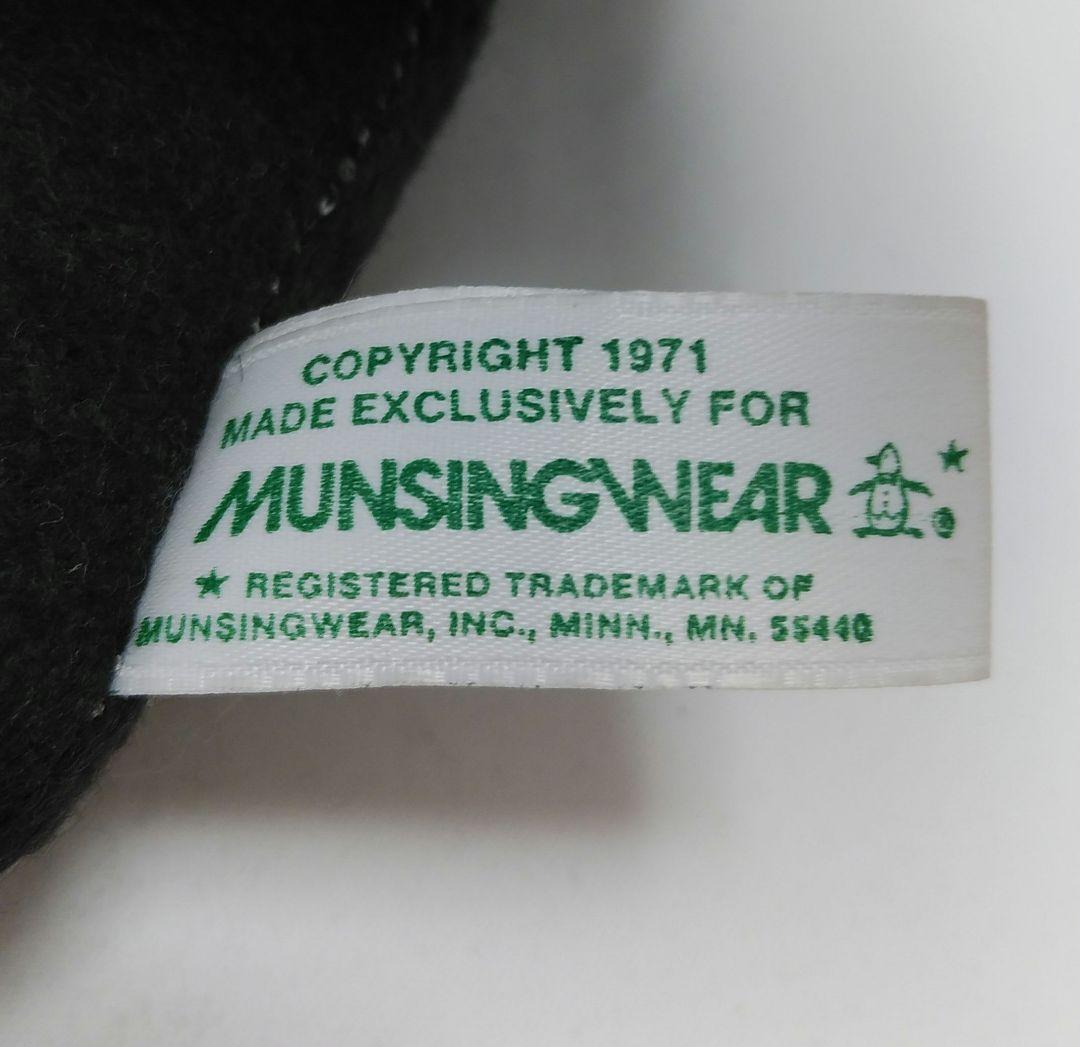 COPYRIGHT 1971
MADE EXCLUSIVELY FOR
MUNSINGWEAR ★ ®
★ REGISTERED TRADEMARK OF
MUNSINGWEAR, INC., MINN., MN. 55440